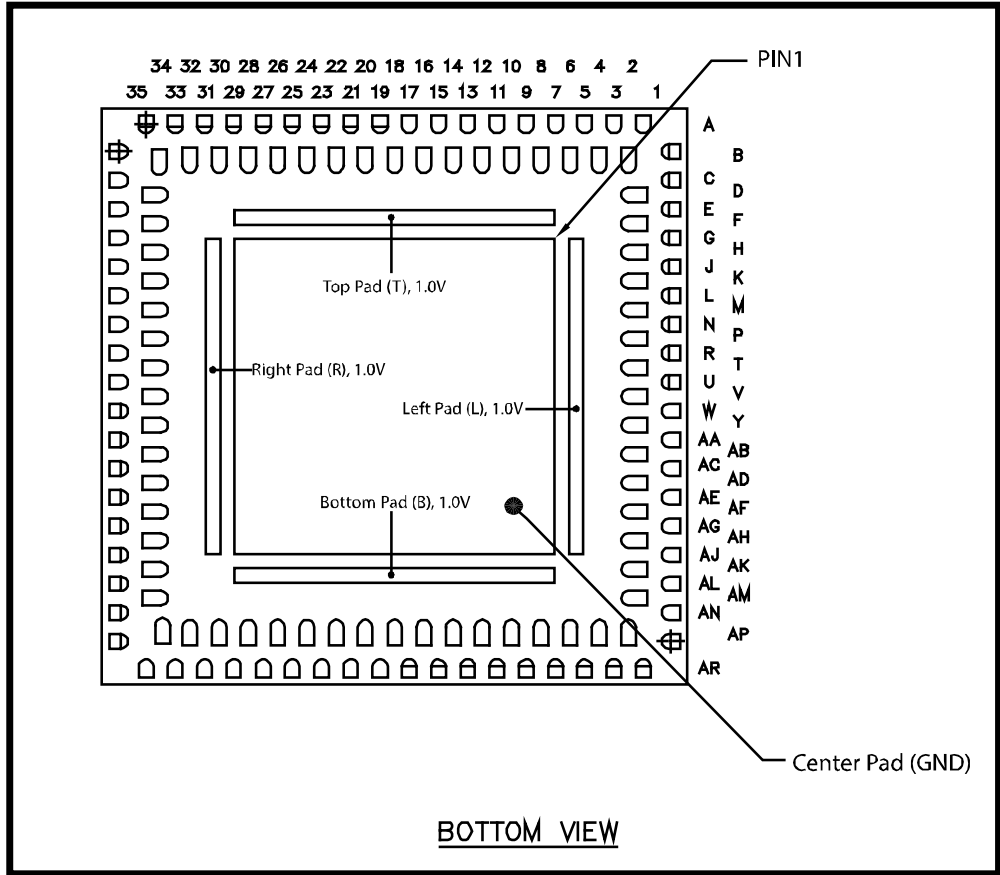 PIN1
34 32 30 28 26 24 22 20 18 16 14 12 10 8 6 4 2
35 33 31 29 27 25 23 21 19 17 15 13 11 9 7 5 3 1
A
B
C
D
E
F
G
H
J
K
L
M
N
P
R
T
U
V
W
Y
AA
AB
AC
AD
AE
AF
AG
AH
AJ
AK
AL
AM
AN
AP
AR
Top Pad (T), 1.0V
Right Pad (R), 1.0V
Left Pad (L), 1.0V
Bottom Pad (B), 1.0V
Center Pad (GND)
BOTTOM VIEW